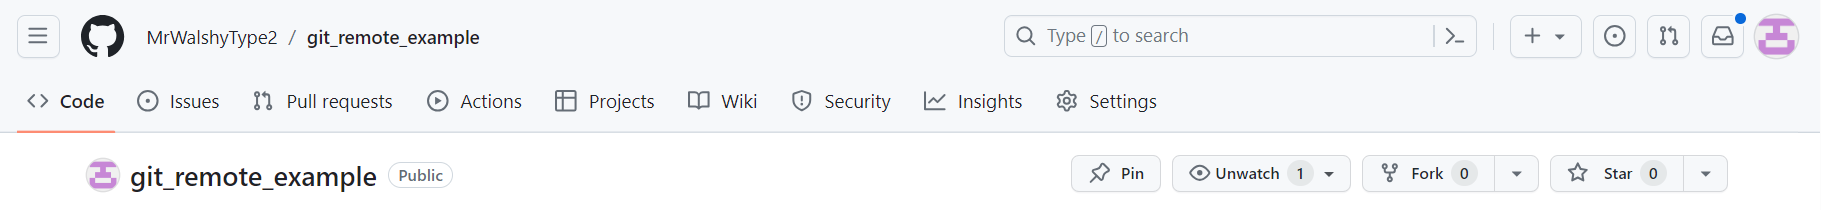 MrWalshyType2 / git_remote_example
Type / to search
Code Issues Pull requests Actions Projects Wiki Security Insights Settings
git_remote_example Public
Pin Unwatch 1 Fork 0 Star 0